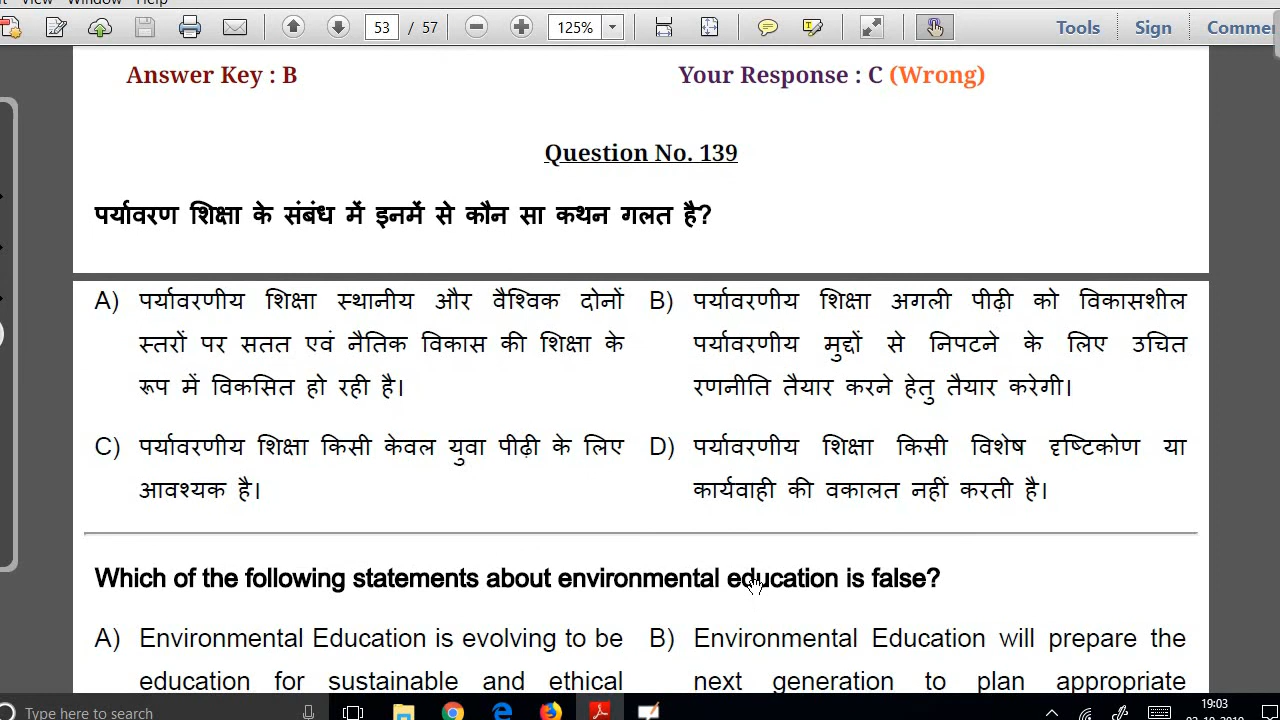 View Window Help
53 / 57 125% Tools Sign Comme
Answer Key : B Your Response : C (Wrong)
Question No. 139
पर्यावरण शिक्षा के संबंध में इनमें से कौन सा कथन गलत है?
A) पर्यावरणीय शिक्षा स्थानीय और वैश्विक दोनों
स्तरों पर सतत एवं नैतिक विकास की शिक्षा के
रूप में विकसित हो रही है।
B) पर्यावरणीय शिक्षा अगली पीढ़ी को विकासशील
पर्यावरणीय मुद्दों से निपटने के लिए उचित
रणनीति तैयार करने हेतु तैयार करेगी।
C) पर्यावरणीय शिक्षा किसी केवल युवा पीढ़ी के लिए
आवश्यक है।
D) पर्यावरणीय शिक्षा किसी विशेष दृष्टिकोण या
कार्यवाही की वकालत नहीं करती है।
Which of the following statements about environmental education is false?
A) Environmental Education is evolving to be
education for sustainable and ethical
B) Environmental Education will prepare the
next generation to plan appropriate
Type here to search
19:03